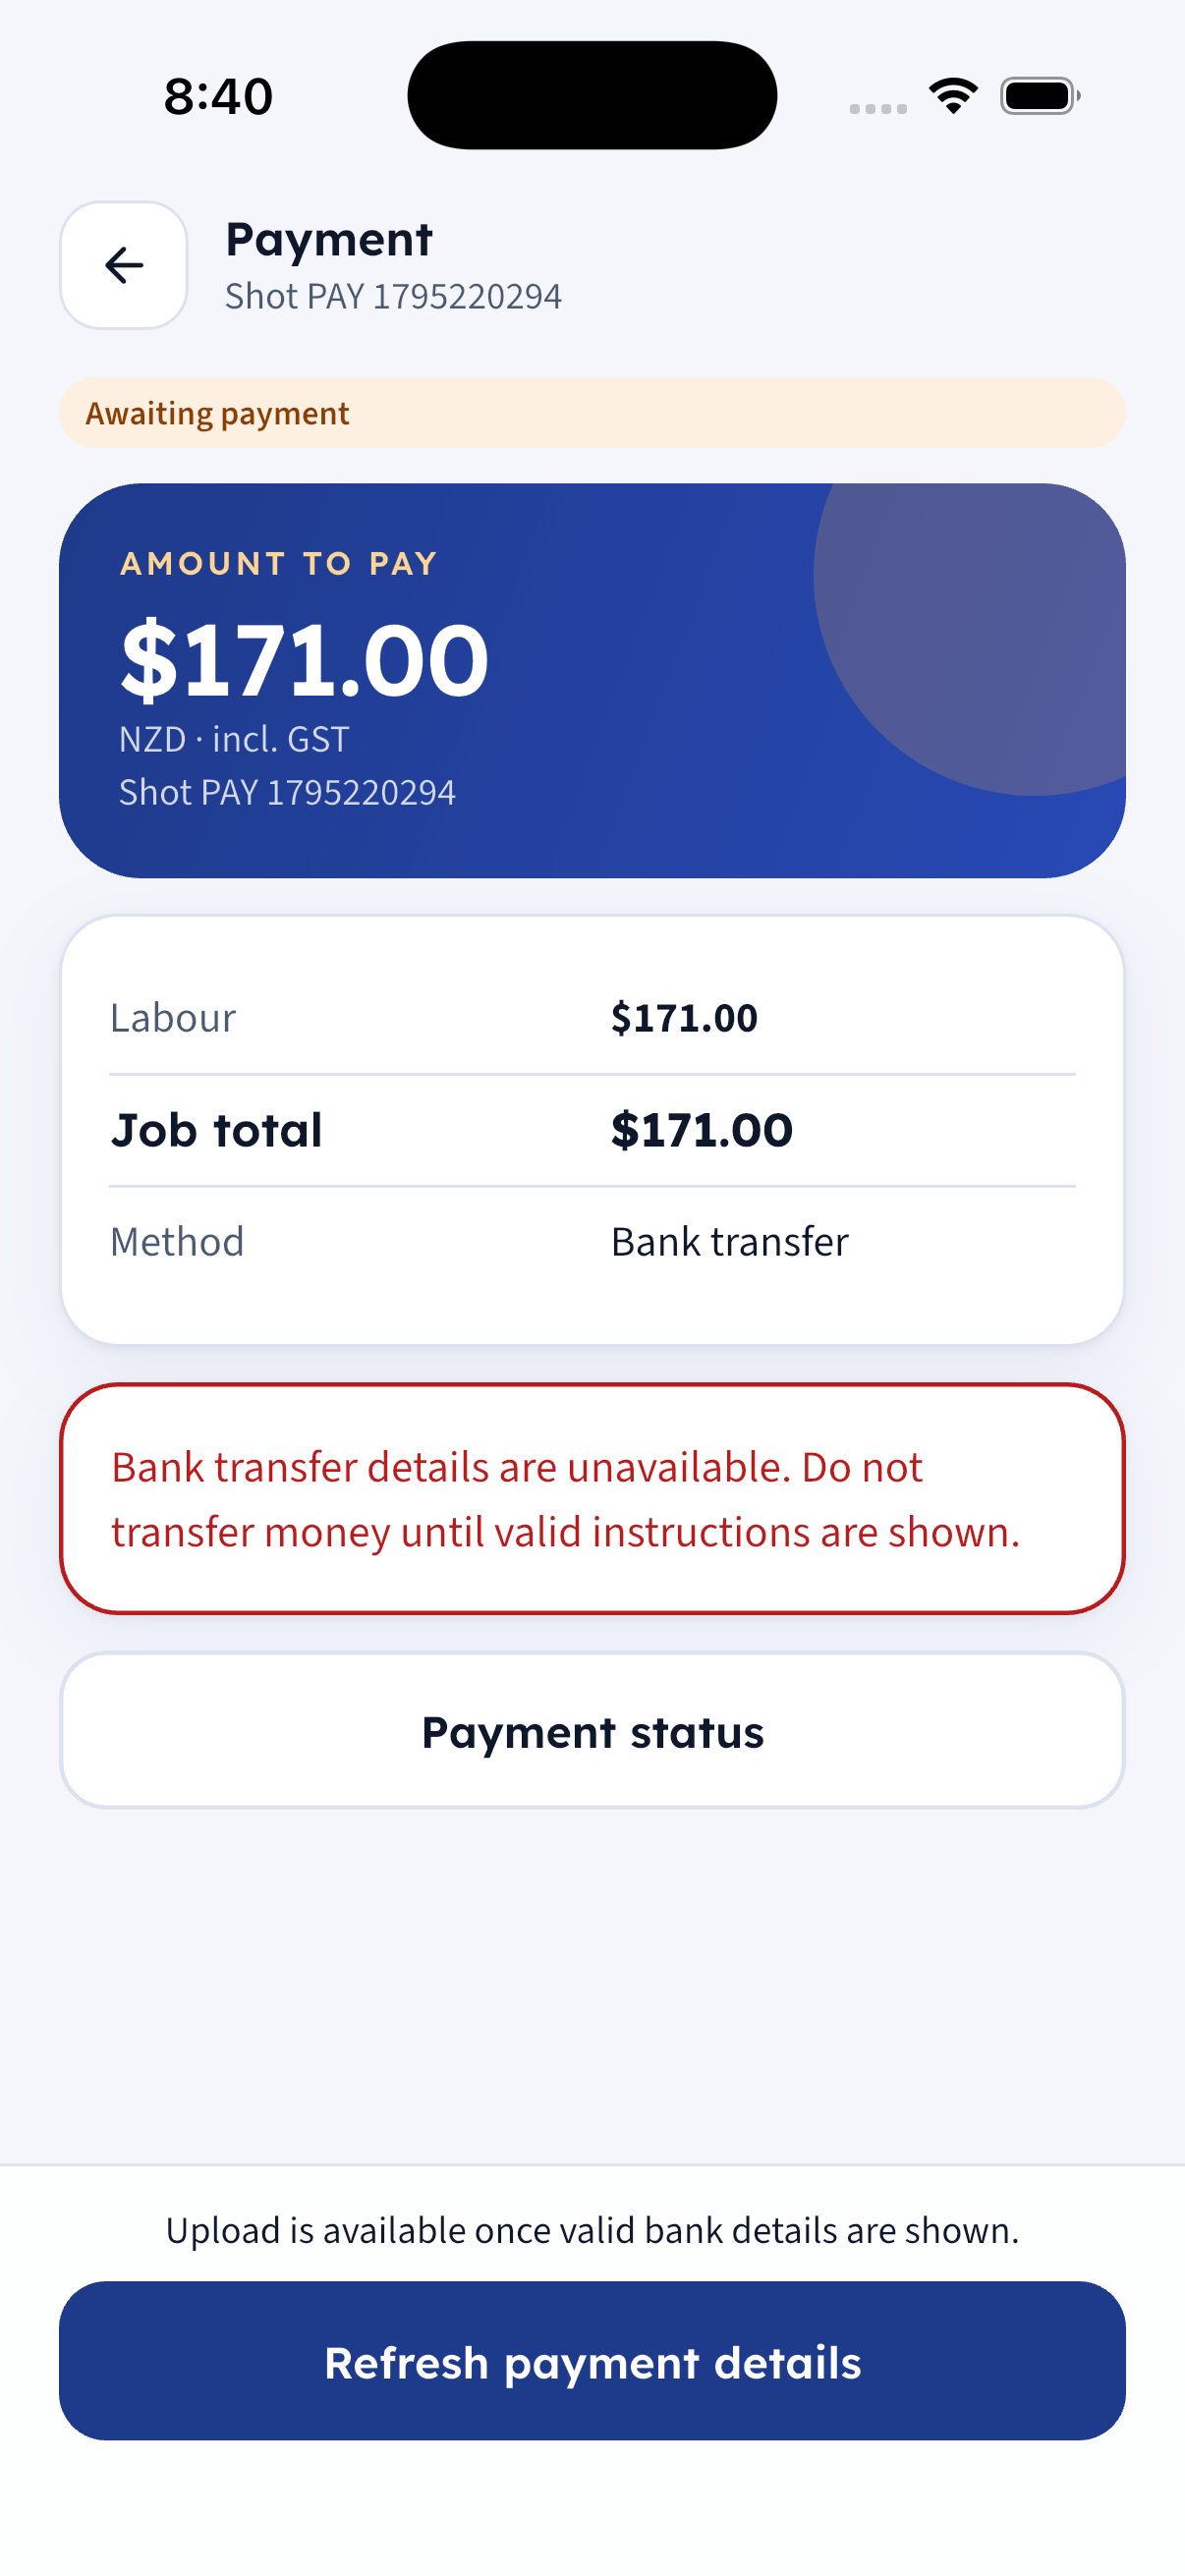 8:40
Payment
Shot PAY 1795220294
Awaiting payment
AMOUNT TO PAY
$171.00
NZD · incl. GST
Shot PAY 1795220294
Labour $171.00
Job total $171.00
Method Bank transfer
Bank transfer details are unavailable. Do not
transfer money until valid instructions are shown.
Payment status
Upload is available once valid bank details are shown.
Refresh payment details